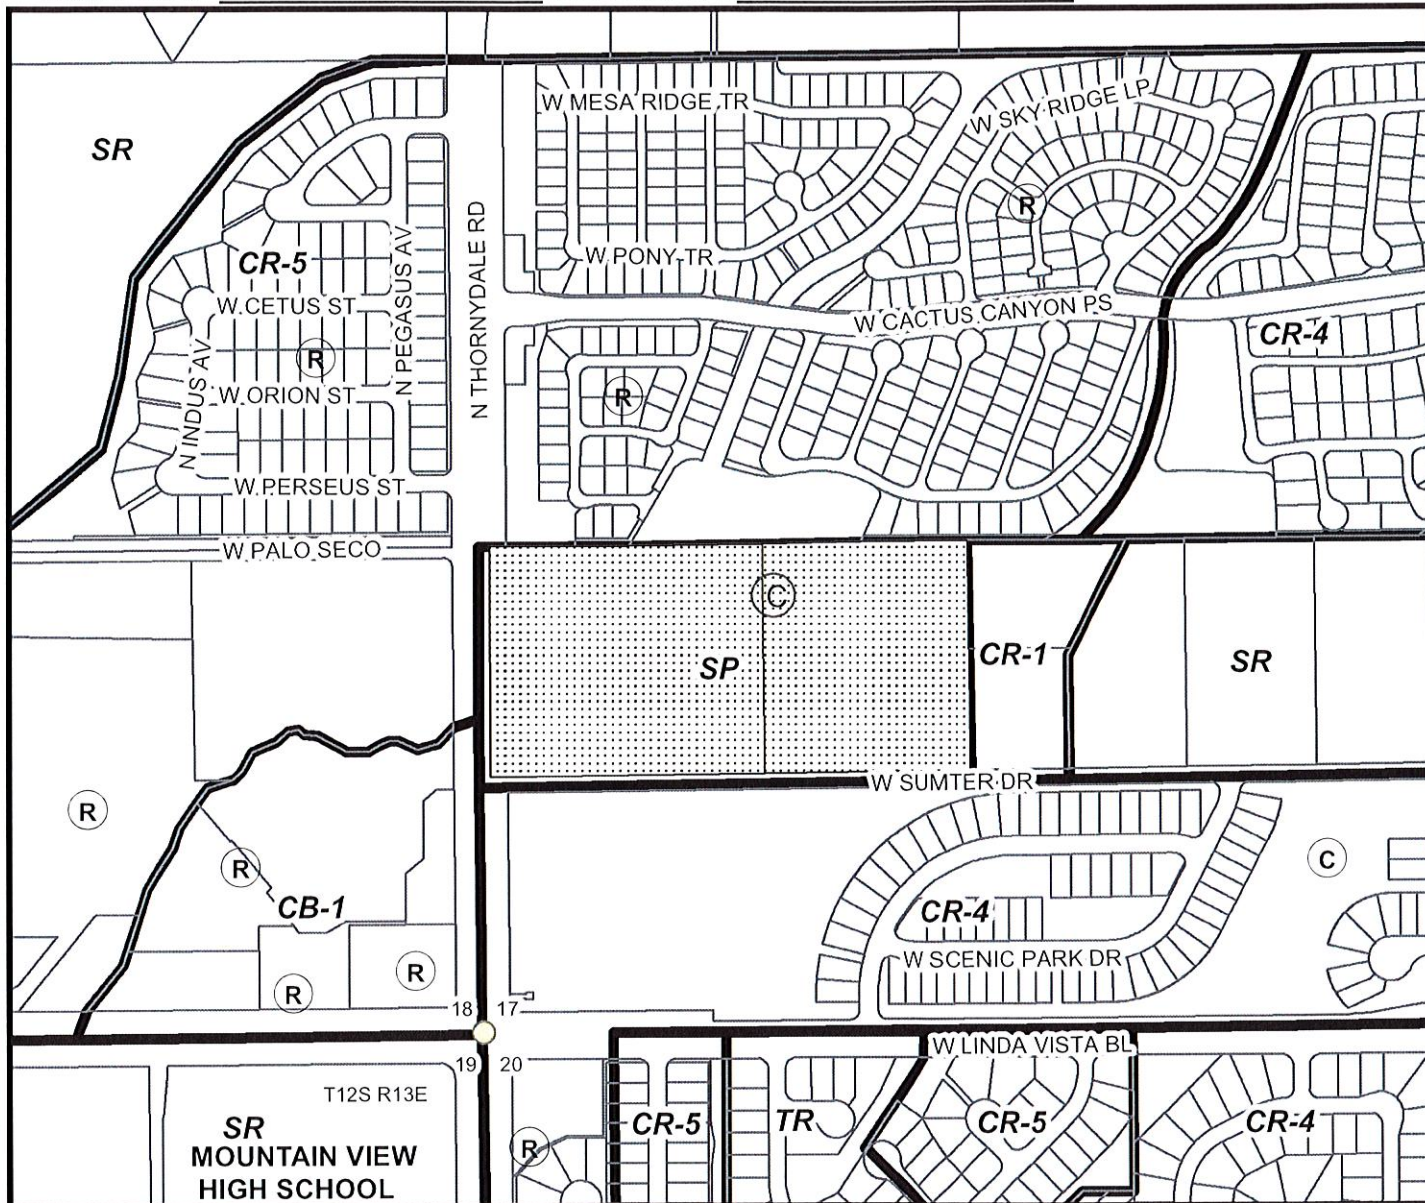 W MESA RIDGE TR
W SKY RIDGE LP
SR
R
N THORNYDALE RD
CR-5
N PEGASUS AV
W PONY TR
W CETUS ST
W CACTUS CANYON PS
CR-4
N INDUS AV
R
W ORION ST
R
W PERSEUS ST
W PALO SECO
C
SP
CR-1
SR
W SUMTER DR
R
R
C
CB-1
CR-4
W SCENIC PARK DR
R
R
18 17
W LINDA VISTA BL
19 20
T12S R13E
SR
CR-5
TR
CR-5
CR-4
R
MOUNTAIN VIEW
HIGH SCHOOL